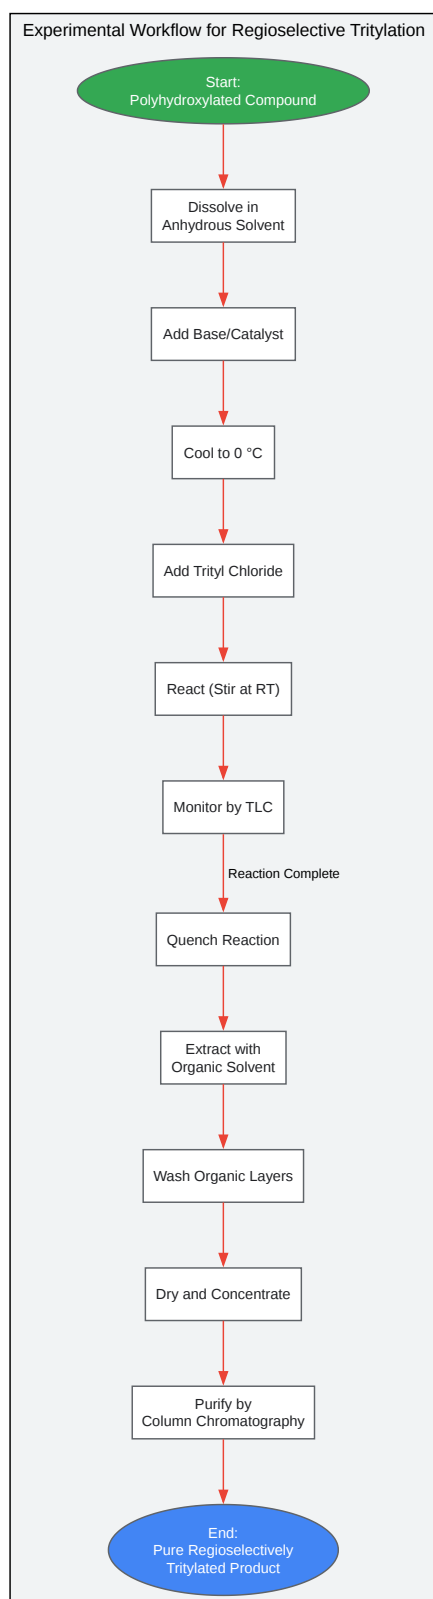 Experimental Workflow for Regioselective Tritylation
Start:
Polyhydroxylated Compound
Dissolve in
Anhydrous Solvent
Add Base/Catalyst
Cool to 0 °C
Add Trityl Chloride
React (Stir at RT)
Monitor by TLC
Reaction Complete
Quench Reaction
Extract with
Organic Solvent
Wash Organic Layers
Dry and Concentrate
Purify by
Column Chromatography
End:
Pure Regioselectively
Tritylated Product